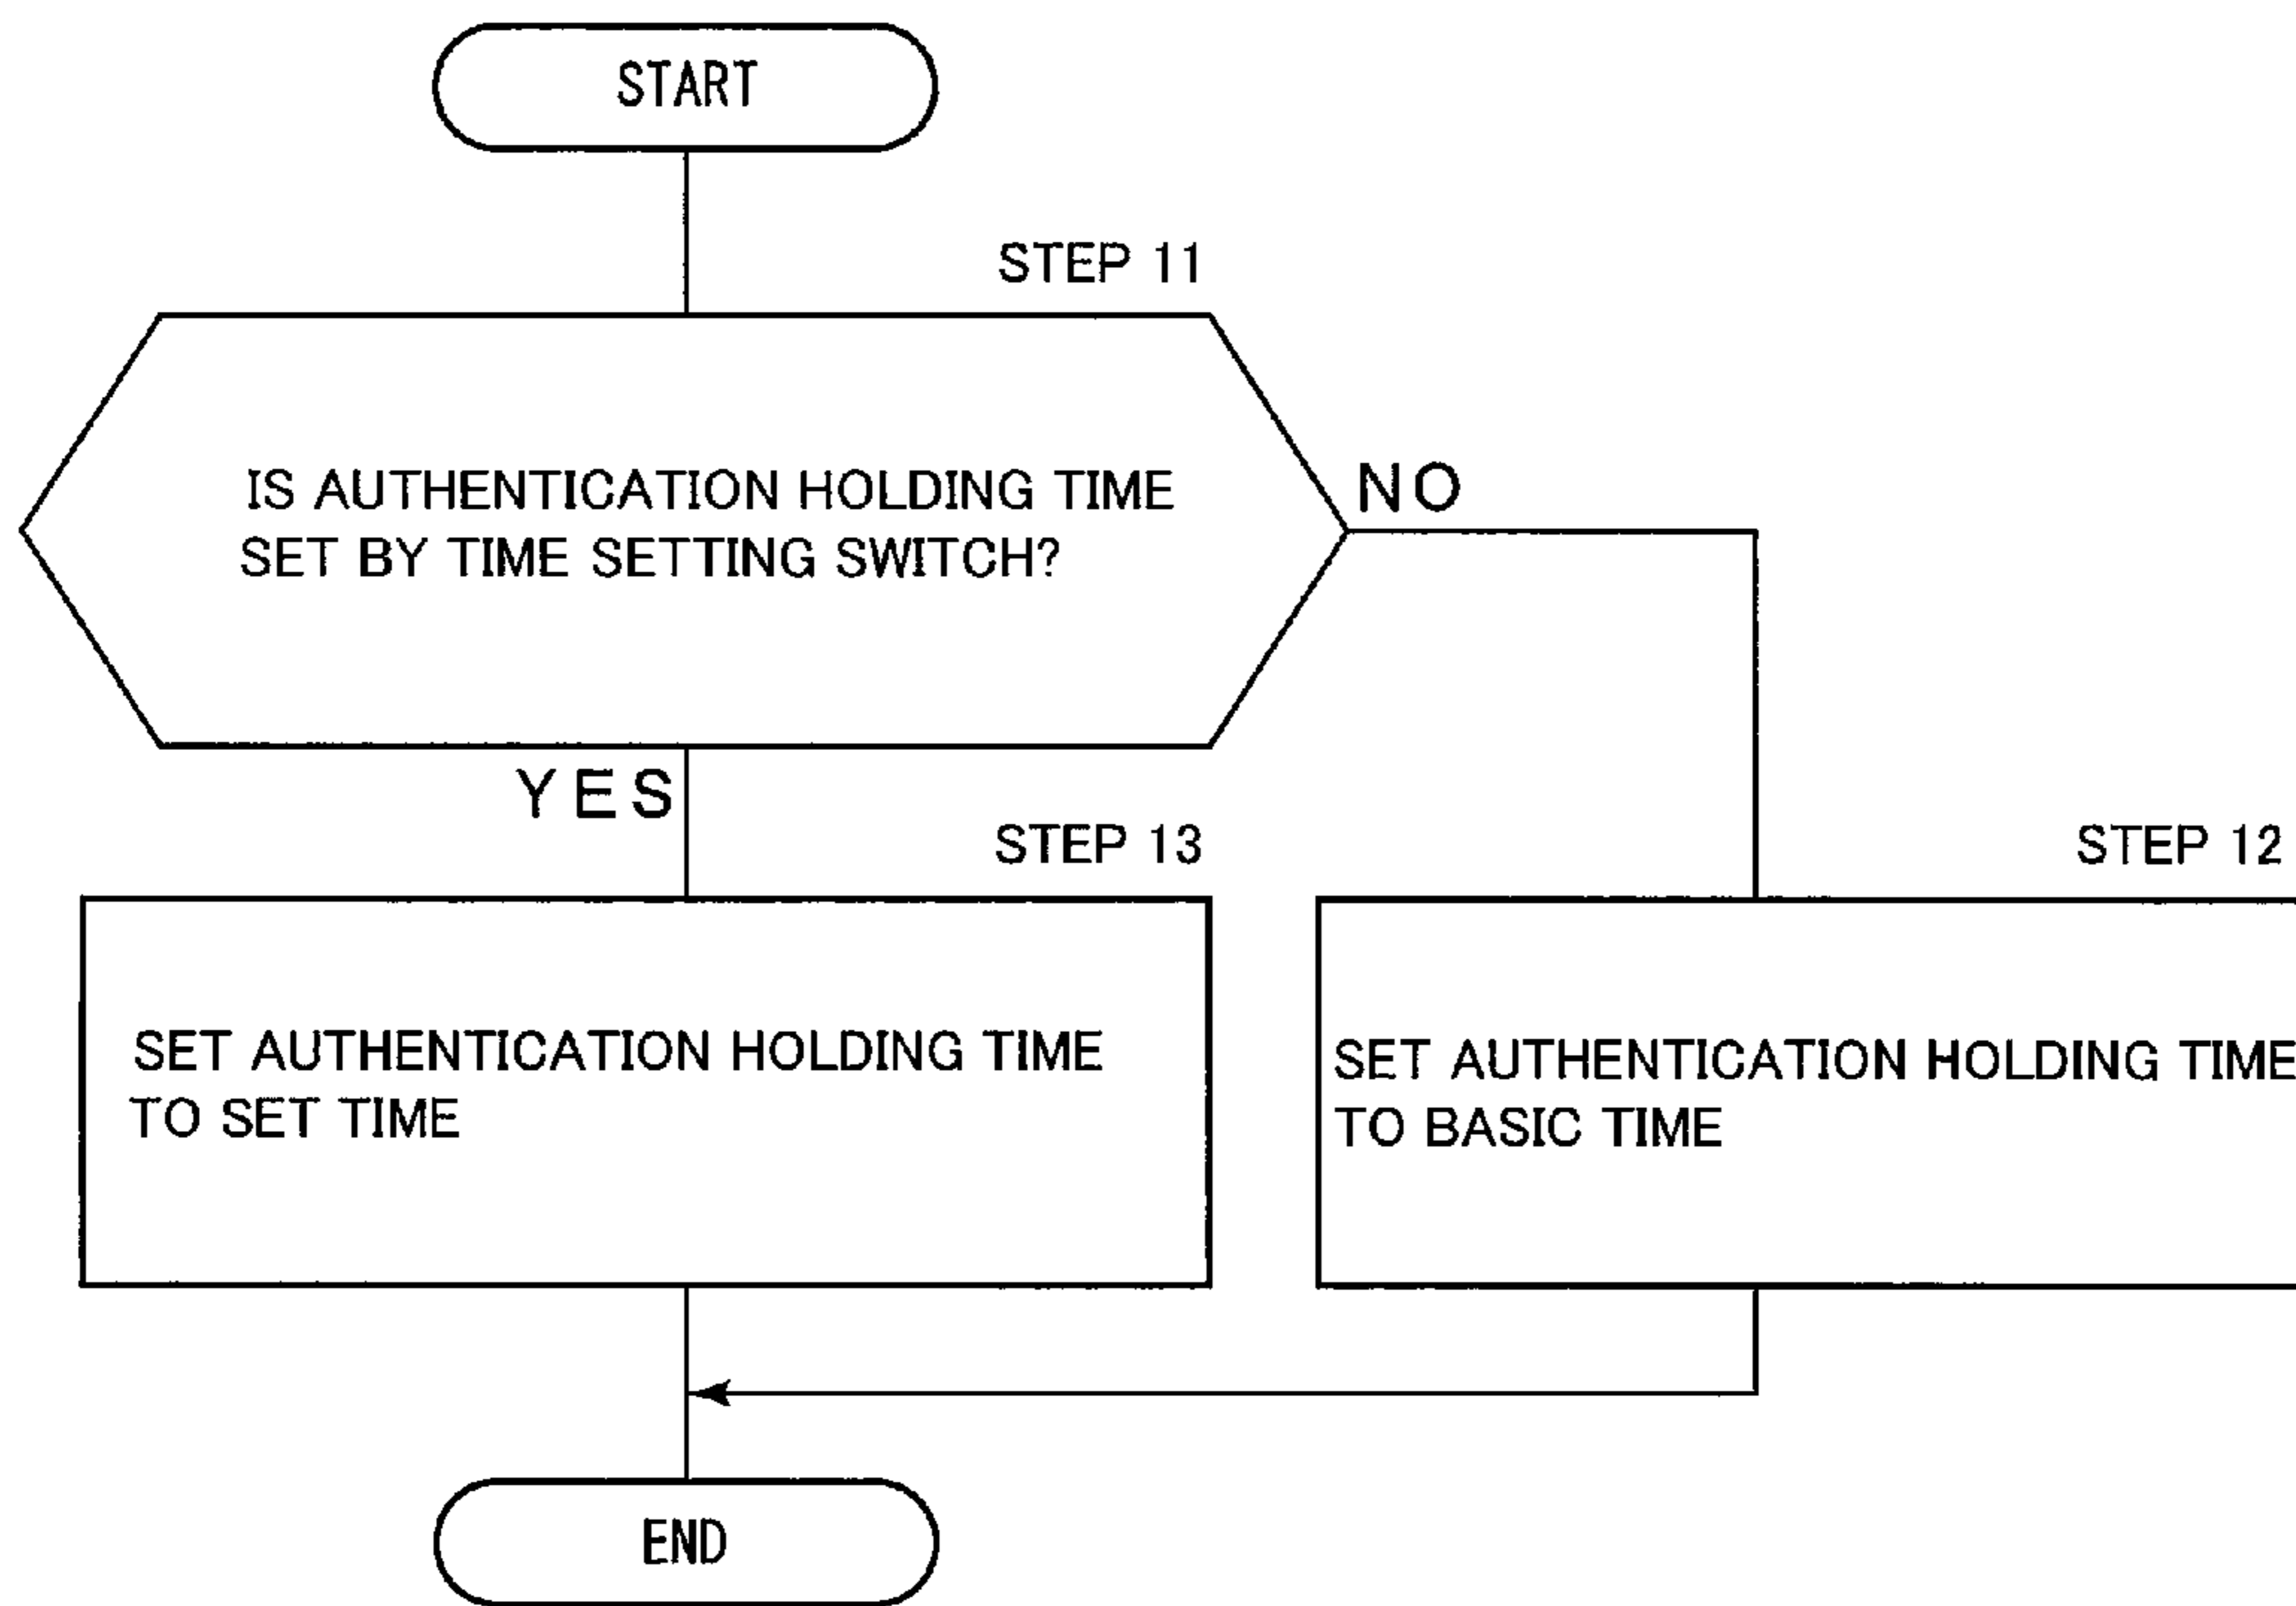 START
STEP 11
IS AUTHENTICATION HOLDING TIME
SET BY TIME SETTING SWITCH?
NO
YES
STEP 13
SET AUTHENTICATION HOLDING TIME
TO SET TIME
STEP 12
SET AUTHENTICATION HOLDING TIME
TO BASIC TIME
END